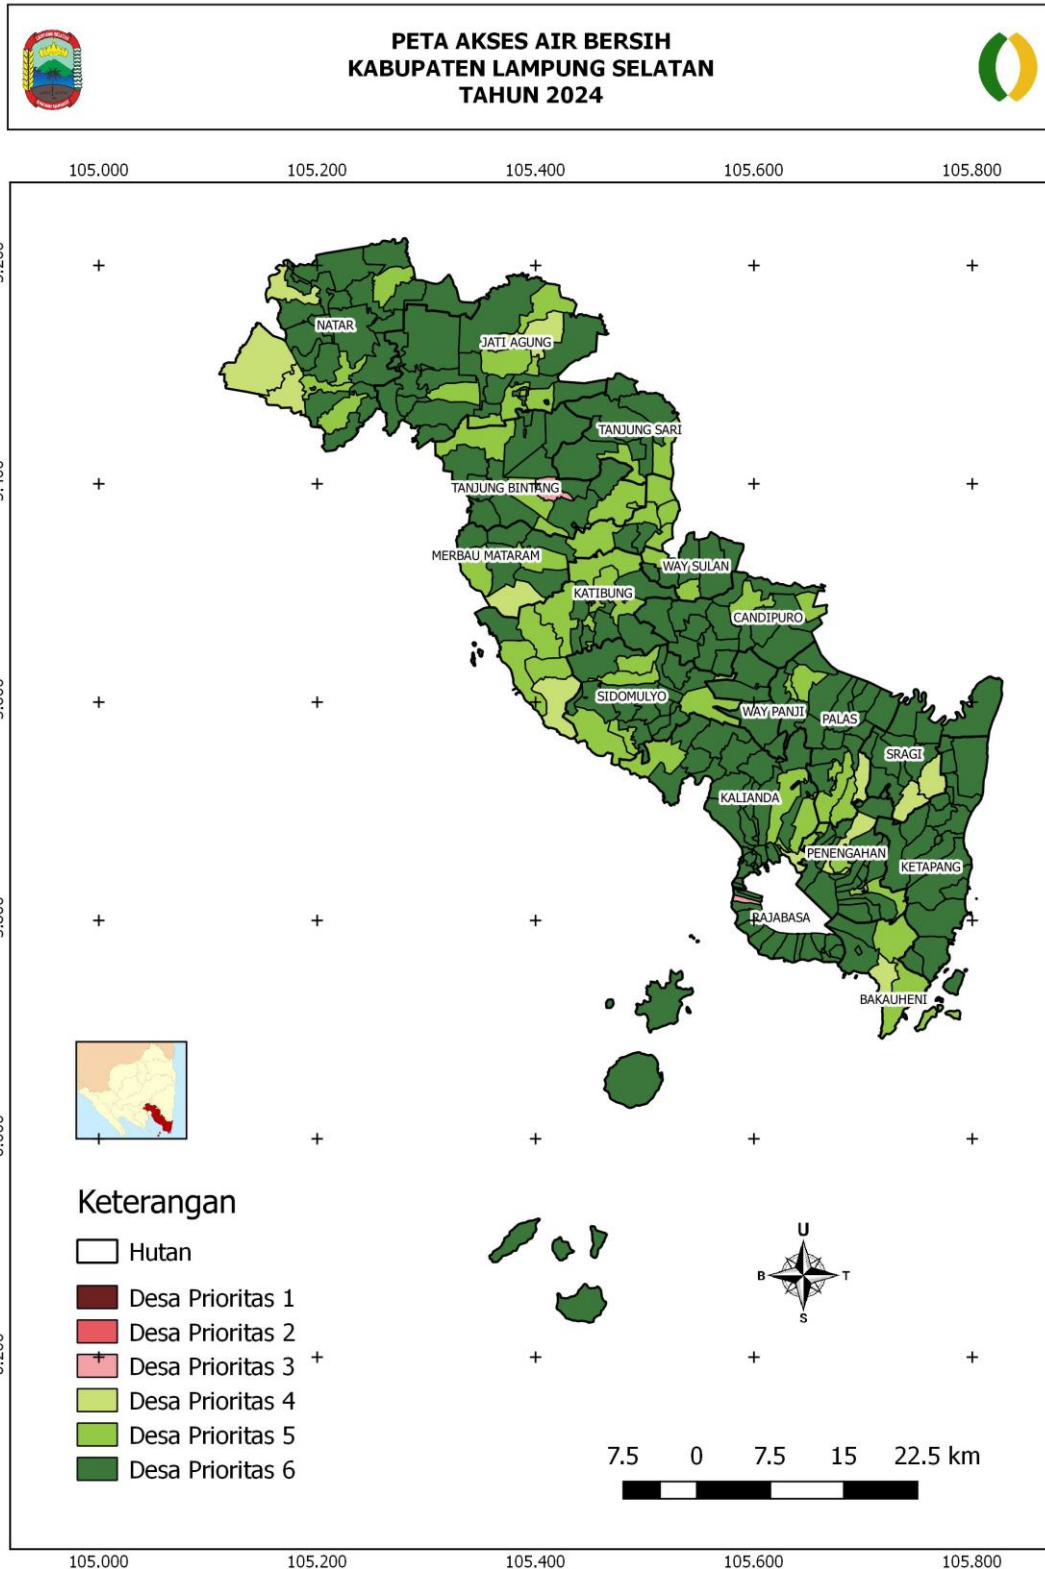 PETA AKSES AIR BERSIH
KABUPATEN LAMPUNG SELATAN
TAHUN 2024
105.000 105.200 105.400 105.600 105.800
NATAR
JATI AGUNG
TANJUNG SARI
TANJUNG BINTANG
MERBAU MATARAM
WAY SULAN
KATIBUNG
CANDIPURO
SIDOMULYO
WAY PANJI
PALAS
SRAGI
KALIANDA
PENENGAHAN
KETAPANG
RAJABASA
BAKAUHENI
Keterangan
Hutan
Desa Prioritas 1
Desa Prioritas 2
Desa Prioritas 3
Desa Prioritas 4
Desa Prioritas 5
Desa Prioritas 6
U
B T
S
7.5 0 7.5 15 22.5 km
105.000 105.200 105.400 105.600 105.800